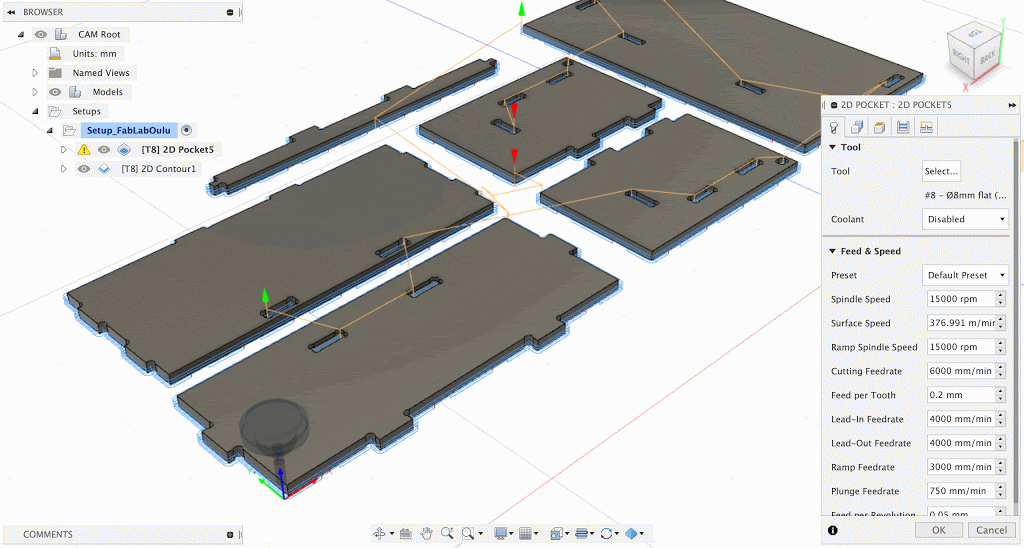 BROWSER
CAM Root
Units: mm
Named Views
Models
Setups
Setup_FabLabOulu
[T8] 2D Pocket5
[T8] 2D Contour1
COMMENTS
TOP
RIGHT
BACK
X
2D POCKET : 2D POCKET5
Tool
Tool Select...
#8 - Ø8mm flat (...
Coolant Disabled
Feed & Speed
Preset Default Preset
Spindle Speed 15000 rpm
Surface Speed 376.991 m/min
Ramp Spindle Speed 15000 rpm
Cutting Feedrate 6000 mm/min
Feed per Tooth 0.2 mm
Lead-In Feedrate 4000 mm/min
Lead-Out Feedrate 4000 mm/min
Ramp Feedrate 3000 mm/min
Plunge Feedrate 750 mm/min
Feed per Revolution 0.05 mm
OK Cancel